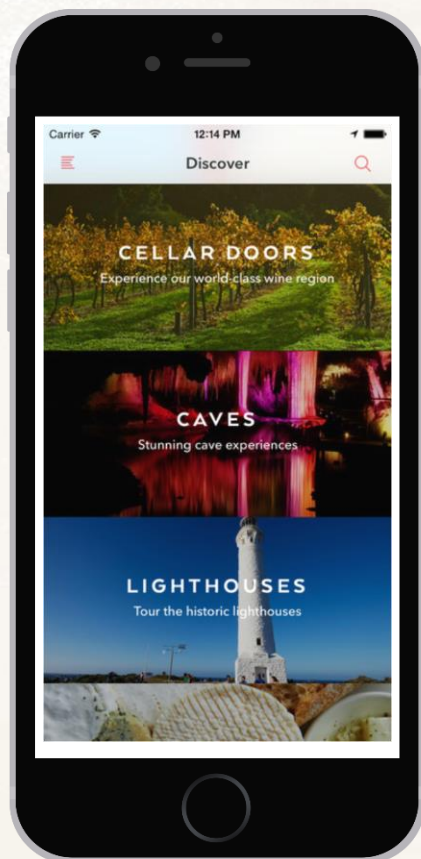 Carrier 12:14 PM
Discover
CELLAR DOORS
Experience our world-class wine region
CAVES
Stunning cave experiences
LIGHTHOUSES
Tour the historic lighthouses